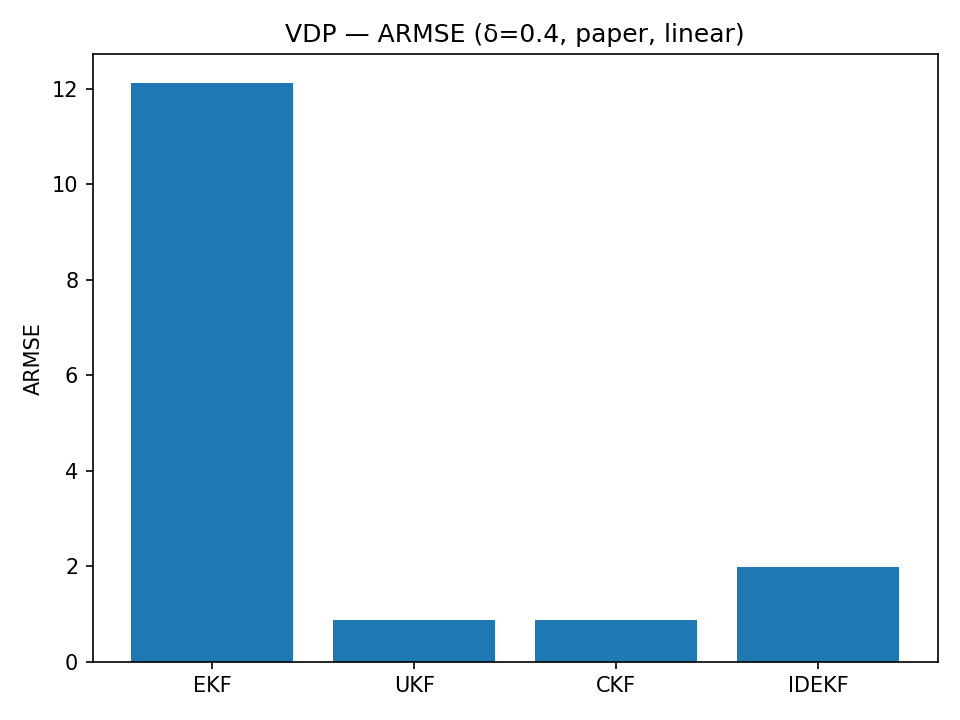 VDP — ARMSE (δ=0.4, paper, linear)
ARMSE
12
10
8
6
4
2
0
EKF UKF CKF IDEKF